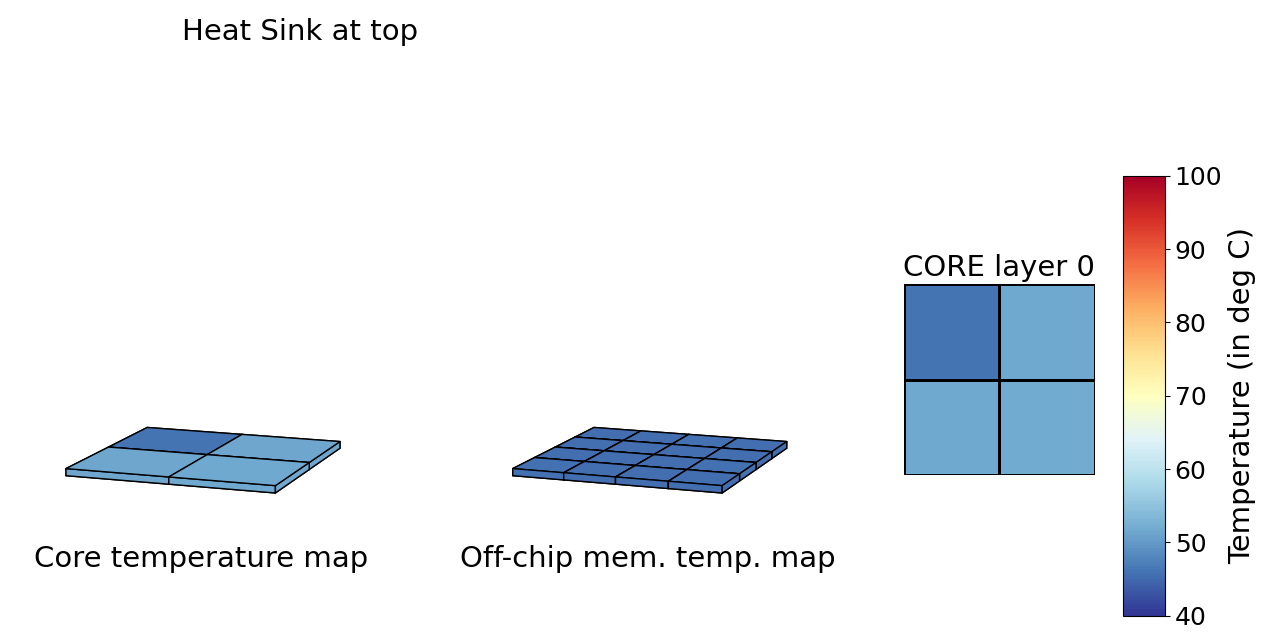 Heat Sink at top
CORE layer 0
Core temperature map
Off-chip mem. temp. map
100
90
80
70
60
50
40
Temperature (in deg C)